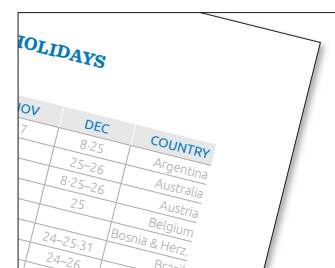 HOLIDAYS
NOV DEC COUNTRY
7 8·25 Argentina
25–26 Australia
8·25–26 Austria
25 Belgium
Bosnia & Herz.
24–25·31 Brazil
24–26